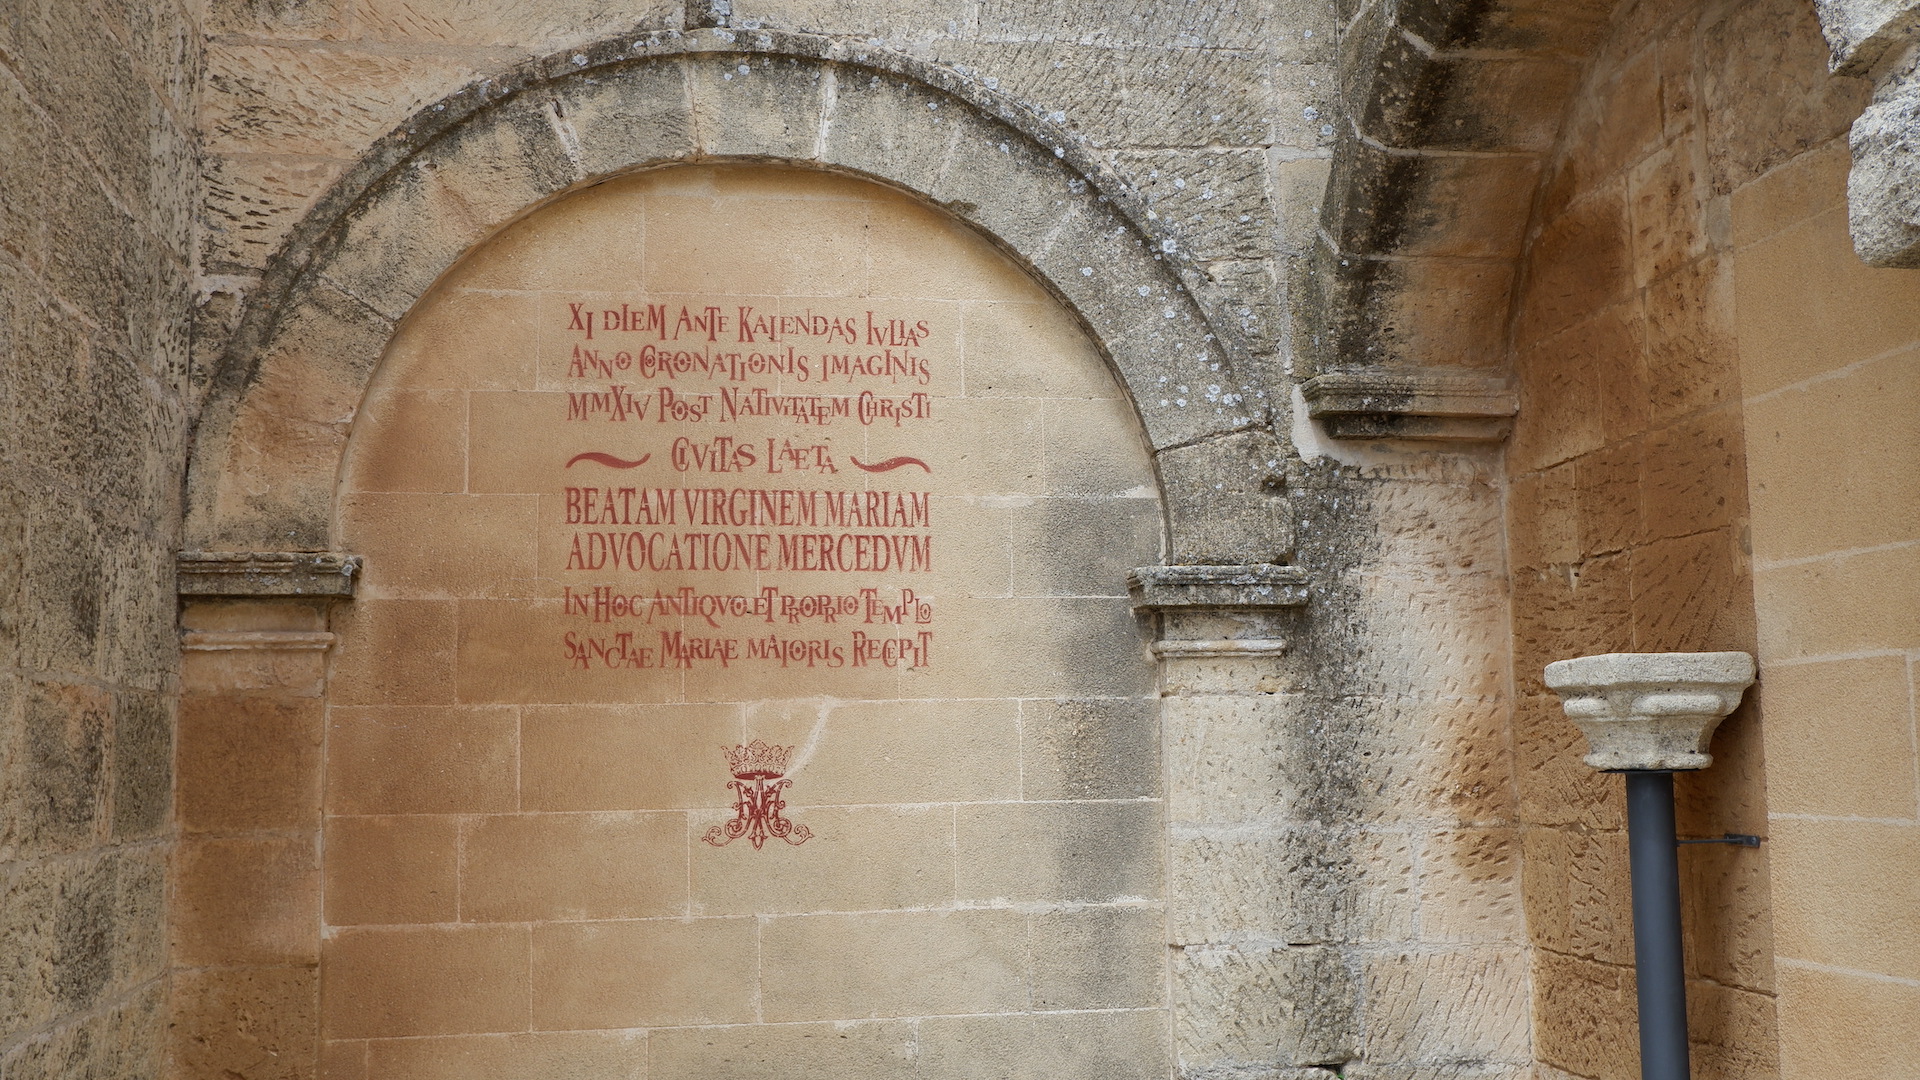 XI DIEM ANTE KALENDAS IVLIAS
ANNO CORONATIONIS IMAGINIS
MMXIV POST NATIVITATEM CHRISTI
CIVITAS LAETA
BEATAM VIRGINEM MARIAM
ADVOCATIONE MERCEDVM
IN HOC ANTIQVO ET PROPRIO TEMPLO
SANCTAE MARIAE MAIORIS RECEPIT